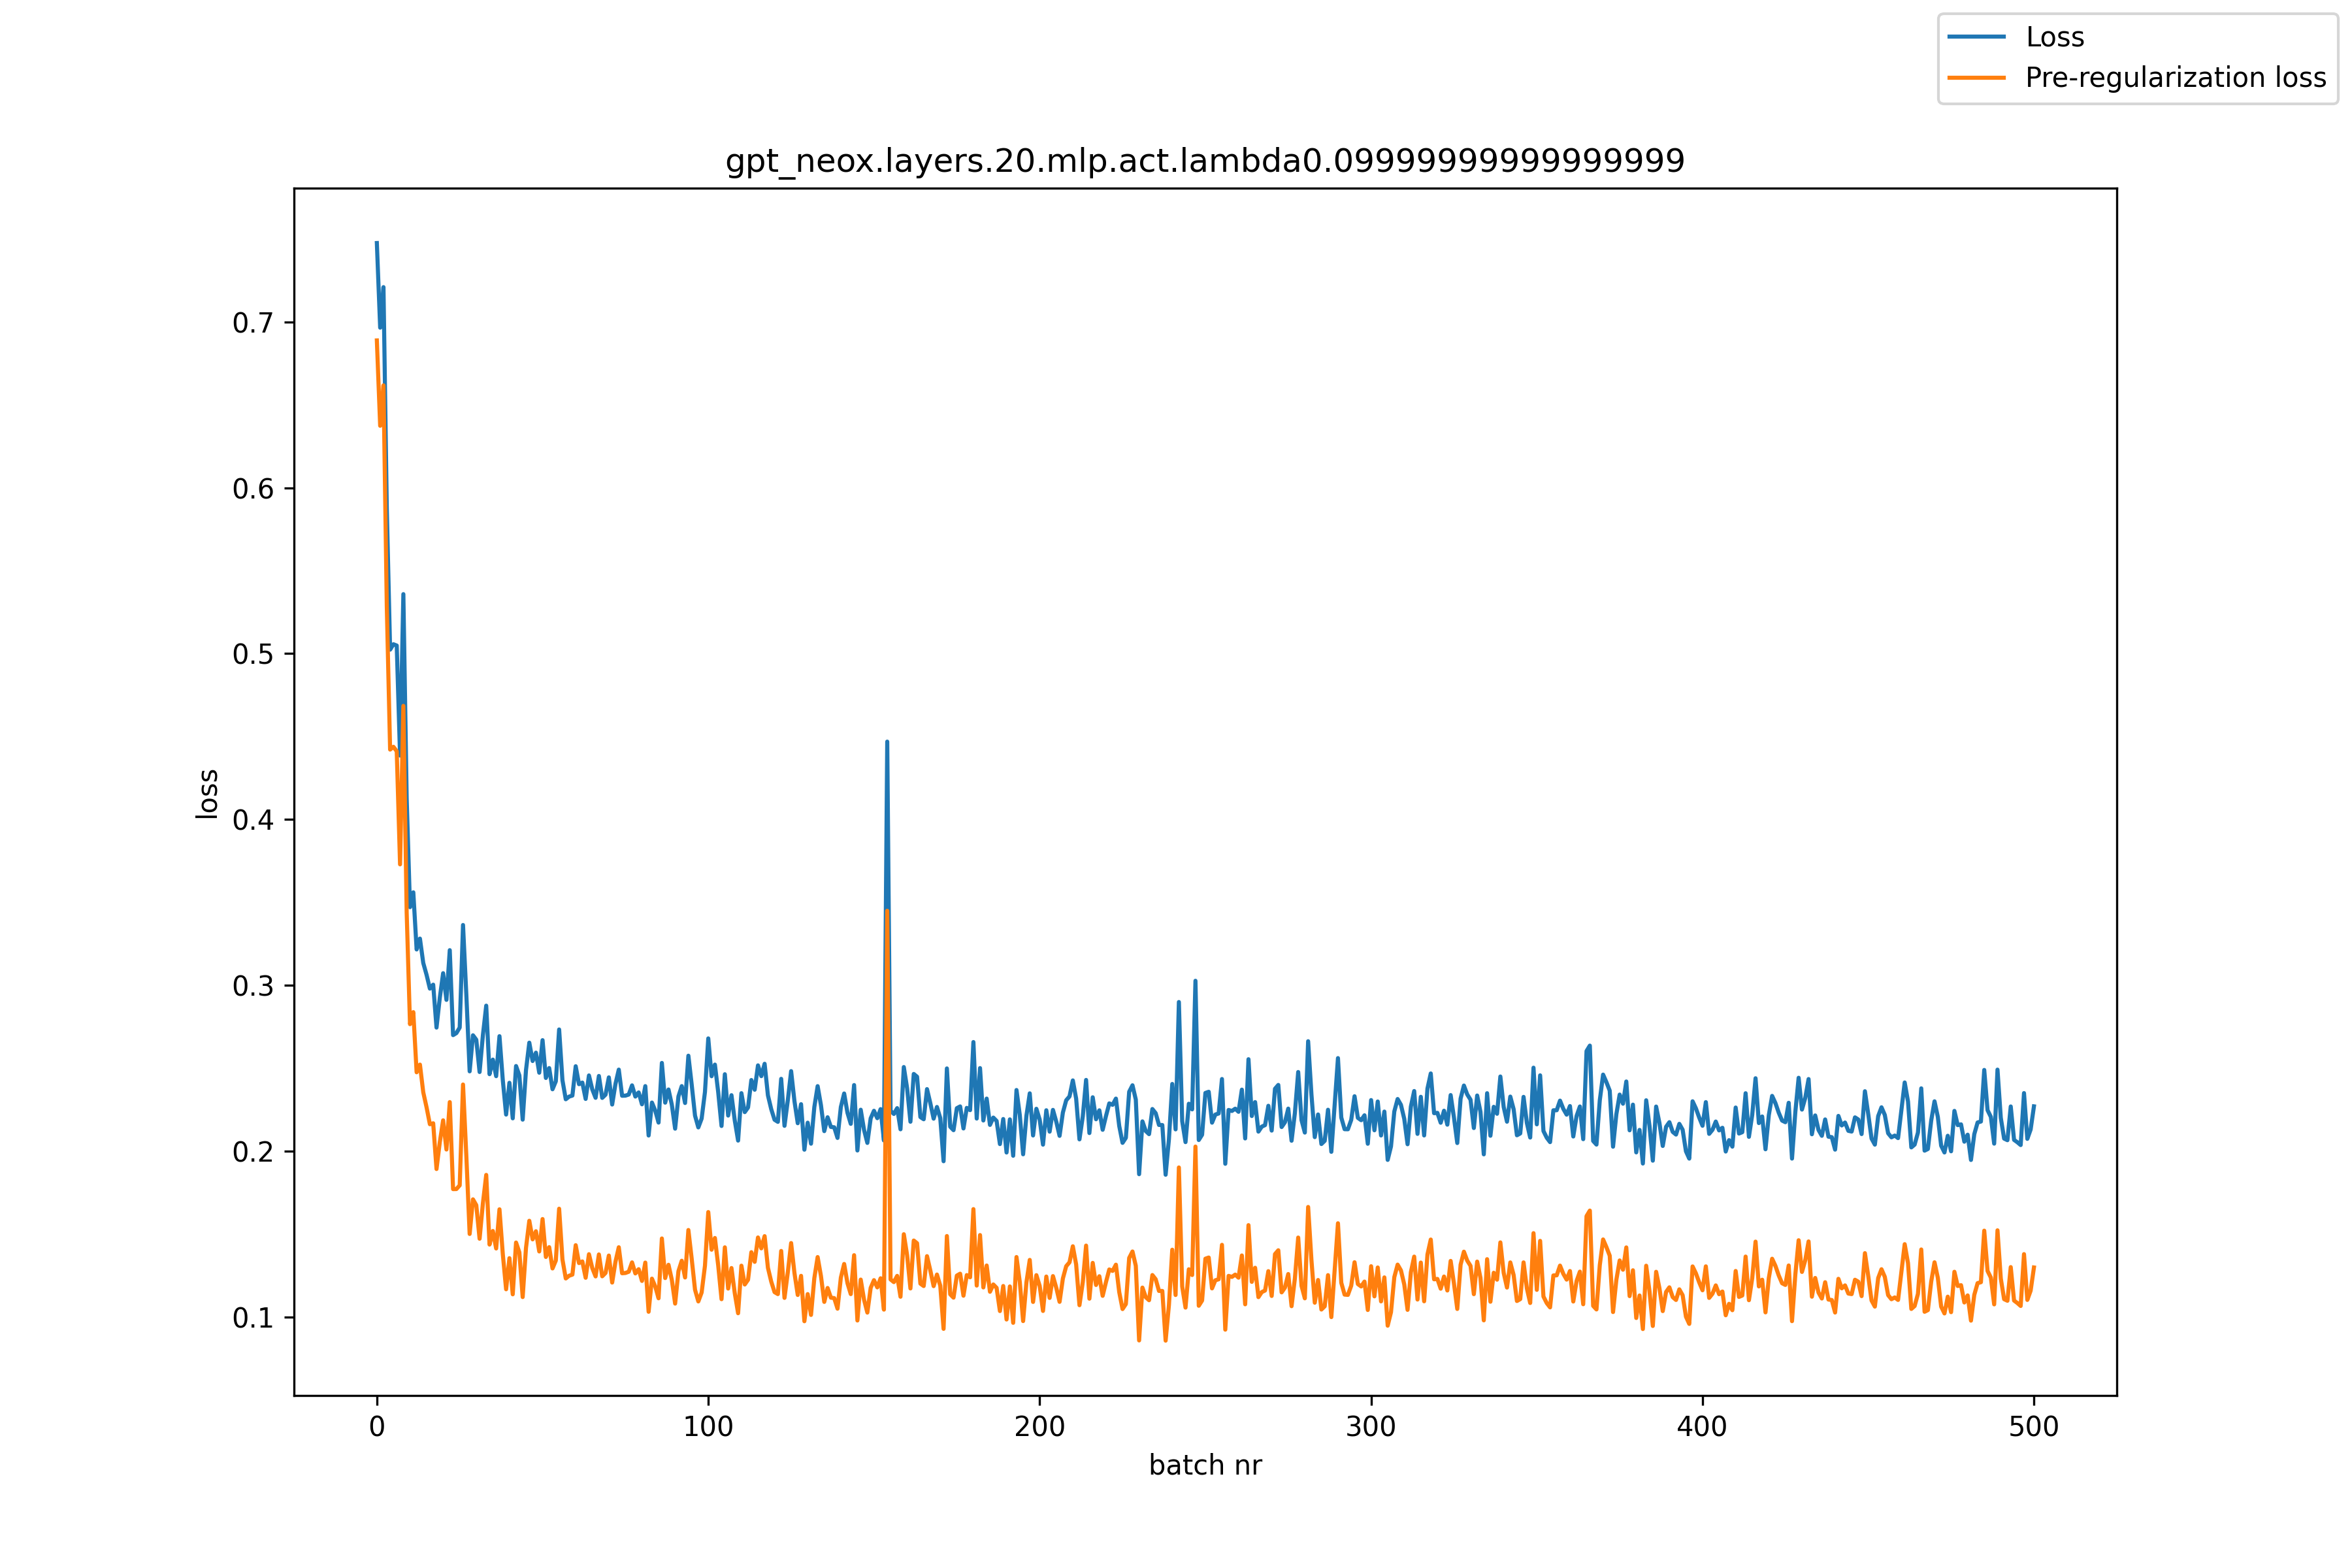 Loss
Pre-regularization loss
gpt_neox.layers.20.mlp.act.lambda0.09999999999999999
0.7
0.6
0.5
0.4
0.3
0.2
0.1
loss
0
100
200
300
400
500
batch nr